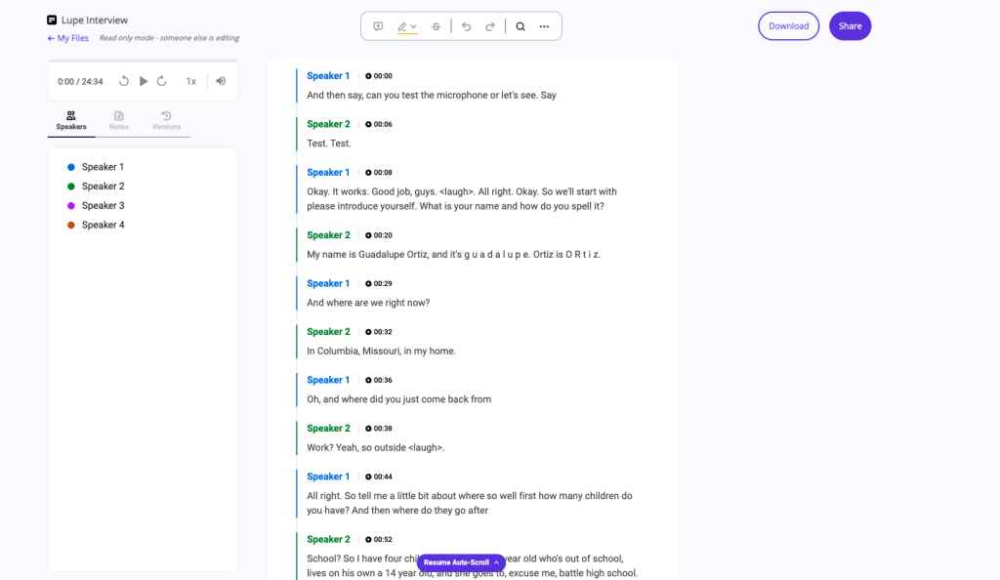 Lupe Interview
← My Files
Read only mode - someone else is editing
Download
Share
0:00 / 24:34
1x
Speakers
Notes
Versions
Speaker 1
Speaker 2
Speaker 3
Speaker 4
Speaker 1 00:00
And then say, can you test the microphone or let's see. Say
Speaker 2 00:06
Test. Test.
Speaker 1 00:08
Okay. It works. Good job, guys. <laugh>. All right. Okay. So we'll start with
please introduce yourself. What is your name and how do you spell it?
Speaker 2 00:20
My name is Guadalupe Ortiz, and it's g u a d a l u p e. Ortiz is O R t i z.
Speaker 1 00:29
And where are we right now?
Speaker 2 00:32
In Columbia, Missouri, in my home.
Speaker 1 00:36
Oh, and where did you just come back from
Speaker 2 00:38
Work? Yeah, so outside <laugh>.
Speaker 1 00:44
All right. So tell me a little bit about where so well first how many children do
you have? And then where do they go after
Speaker 2 00:52
School? So I have four year old who's out of school,
lives on his own a 14 year old, and she goes to, excuse me, battle high school.
Resume Auto-Scroll